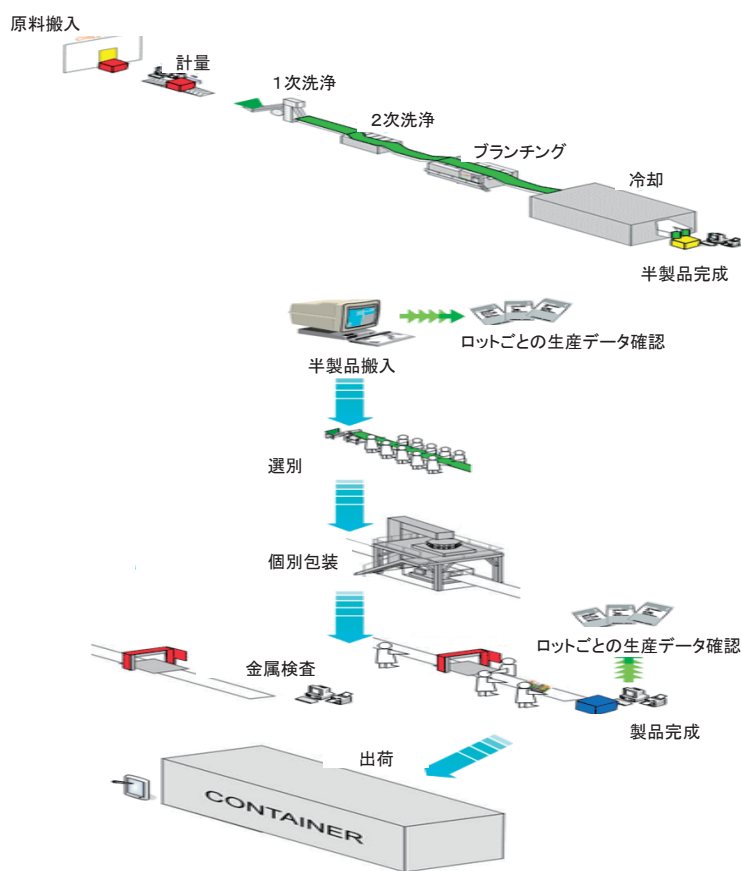 原料搬入
計量
1次洗浄
2次洗浄
ブランチング
冷却
半製品完成
半製品搬入
ロットごとの生産データ確認
選別
個別包装
金属検査
ロットごとの生産データ確認
製品完成
出荷
CONTAINER